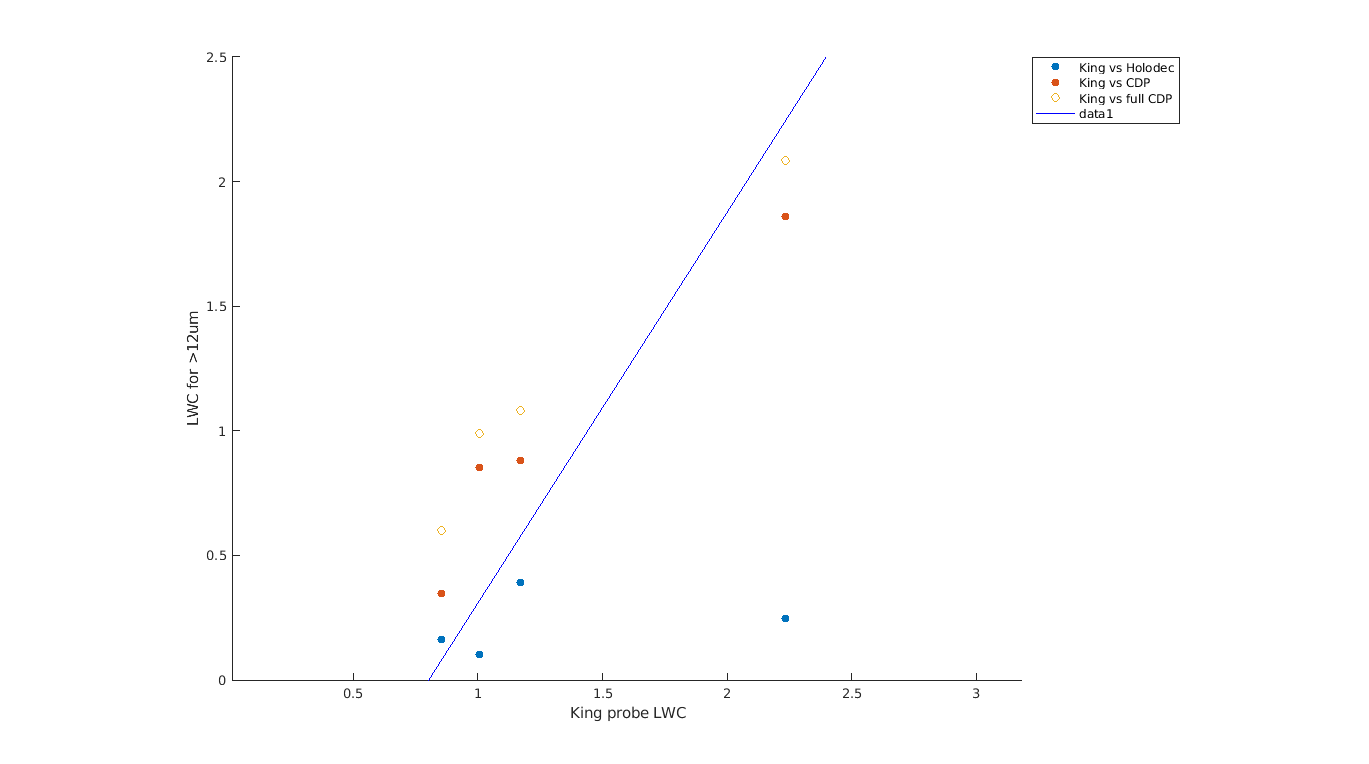 2.5
2
1.5
1
0.5
0
LWC for >12um
0.5
1
1.5
2
2.5
3
King probe LWC
King vs Holodec
King vs CDP
King vs full CDP
data1